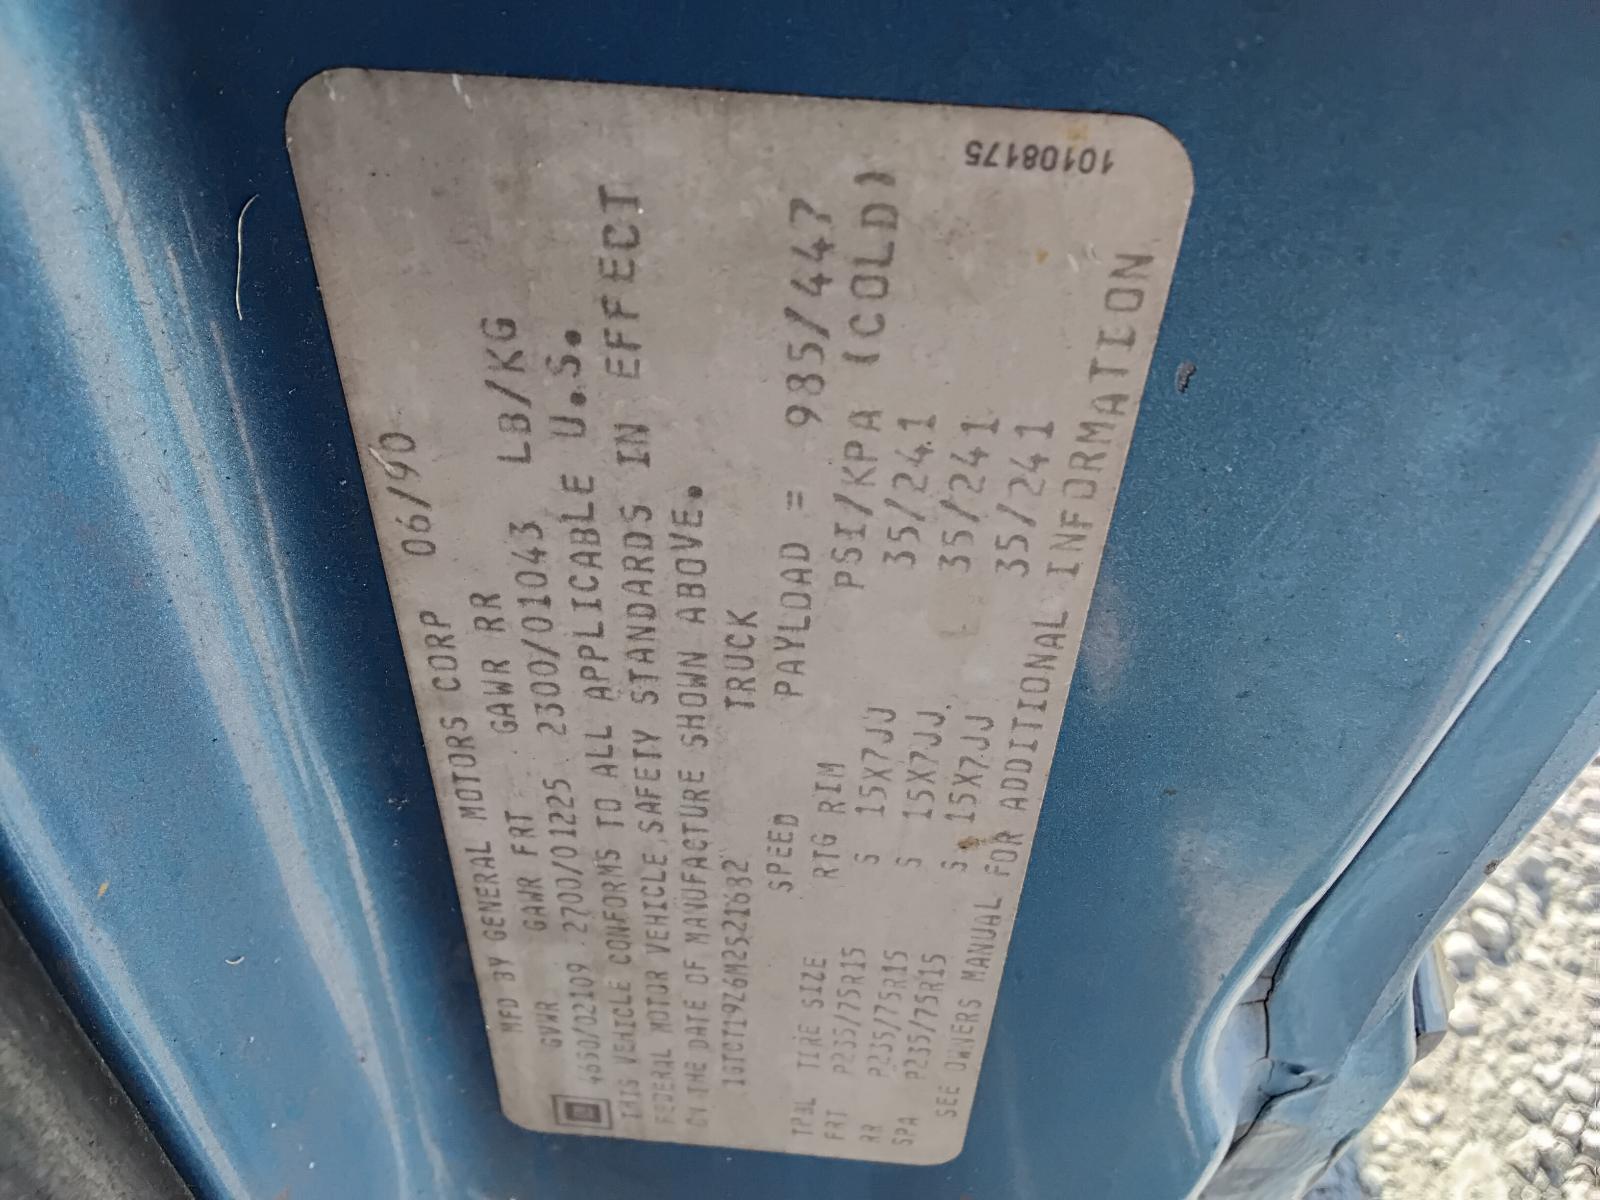 MFD BY GENERAL MOTORS CORP 06/90
GVWR GAWR FRT GAWR RR
4650/02109 2700/01225 2300/01043 LB/KG
THIS VEHICLE CONFORMS TO ALL APPLICABLE U.S.
FEDERAL MOTOR VEHICLE SAFETY STANDARDS IN EFFECT
ON THE DATE OF MANUFACTURE SHOWN ABOVE.
1GTCT19Z6M2521682 TRUCK
SPEED PAYLOAD = 985/447
TPBL TIRE SIZE RTG RIM PSI/KPA (COLD)
FRT P235/75R15 S 15X7JJ 35/241
RR P235/75R15 S 15X7JJ 35/241
SPA P235/75R15 S 15X7JJ 35/241
SEE OWNERS MANUAL FOR ADDITIONAL INFORMATION
10108175